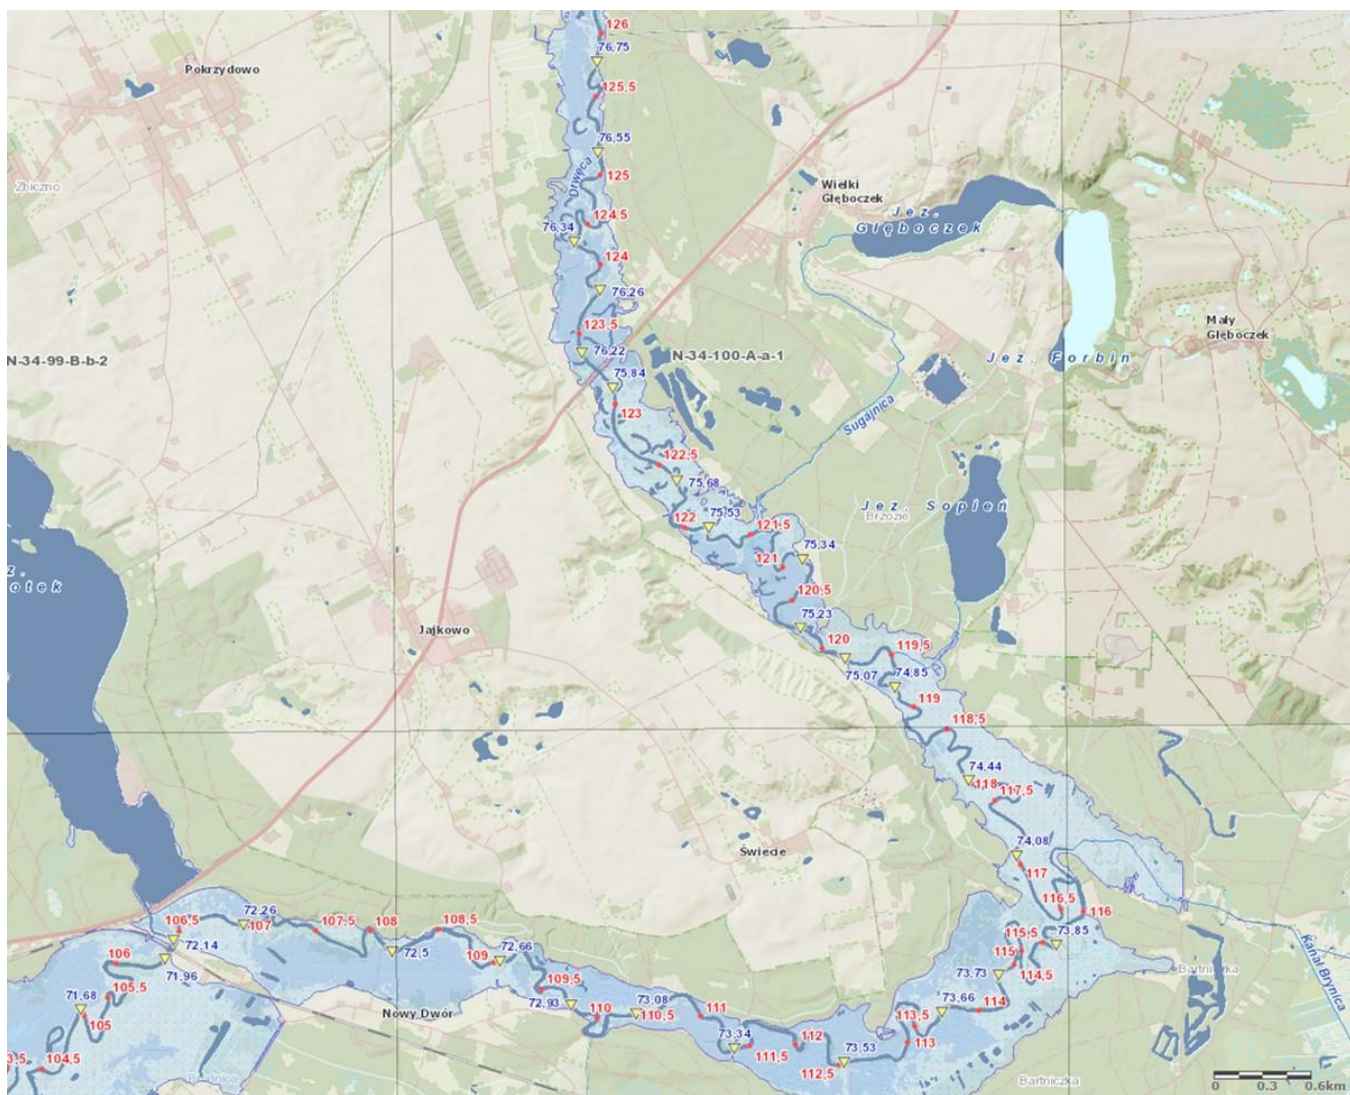 126
76,75
Pokrzydowo
125,5
76,55
Drwęca
125
Zbiczno
Wielki
Głęboczek
Jez.
Głęboczek
124,5
76,34
124
76,26
123,5
Mały
Głęboczek
76,22
N-34-99-B-b-2
N-34-100-A-a-1
Jez. Forbin
75,84
123
Sugajnica
122,5
75,68
Jez. Sopień
Brzozie
122
75,53
121,5
75,34
121
z.
otek
120,5
75,23
Jajkowo
120
119,5
75,07
74,85
119
118,5
74,44
118
117,5
Świecie
74,08
117
116,5
116
106,5
72,26
107
107,5
108
108,5
72,14
72,5
109
72,66
115,5
73,85
115
106
71,96
114,5
73,73
Bartniczka
Kanał Brynica
105,5
71,68
105
109,5
72,93
110
73,08
110,5
111
73,66
114
Nowy Dwór
113,5
113
73,34
111,5
112
73,53
112,5
3,5
104,5
Brodnica
Bartniczka
0 0.3 0.6km